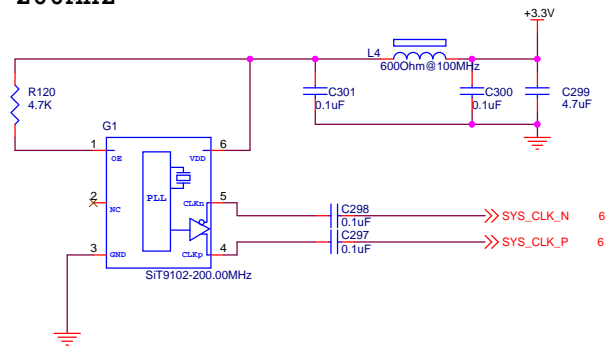 +3.3V
L4
600Ohm@100MHz
R120
4.7K
C301
0.1uF
C300
0.1uF
C299
4.7uF
G1
1
OE
VDD
6
2
NC
PLL
CLKn
5
3
GND
CLKp
4
SiT9102-200.00MHz
C298
0.1uF
SYS_CLK_N 6
C297
0.1uF
SYS_CLK_P 6